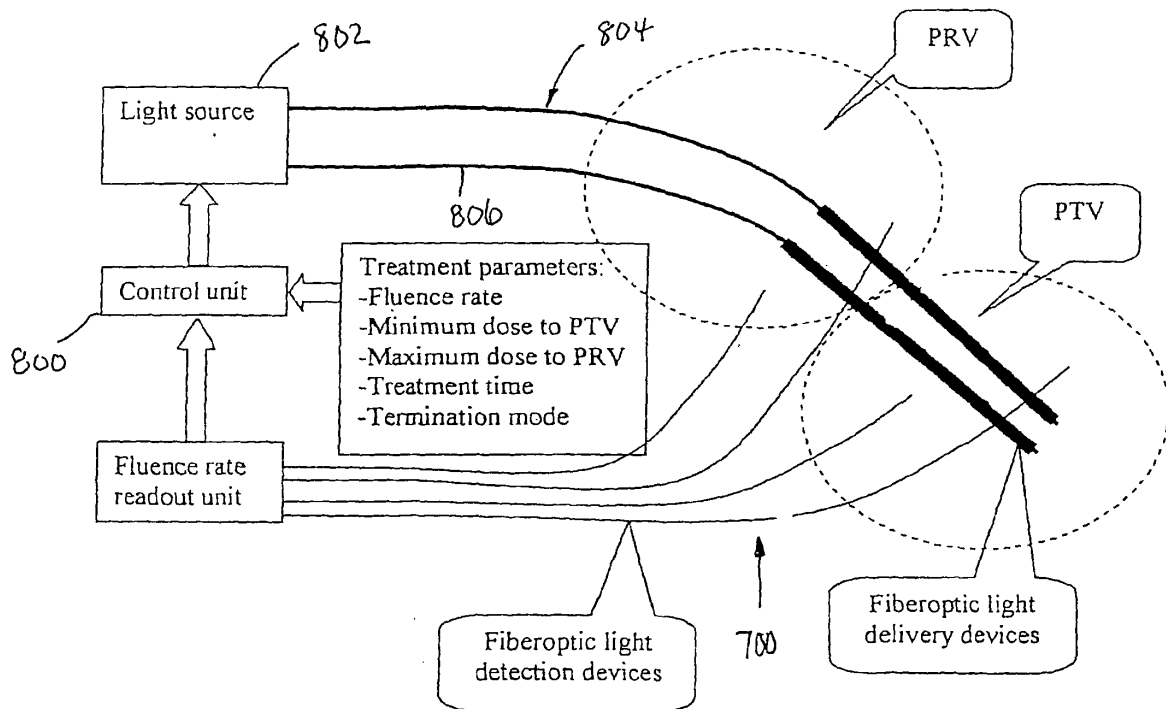 802
804
PRV
Light source
806
PTV
Treatment parameters:
-Fluence rate
-Minimum dose to PTV
-Maximum dose to PRV
-Treatment time
-Termination mode
Control unit
800
Fluence rate
readout unit
Fiberoptic light
detection devices
700
Fiberoptic light
delivery devices